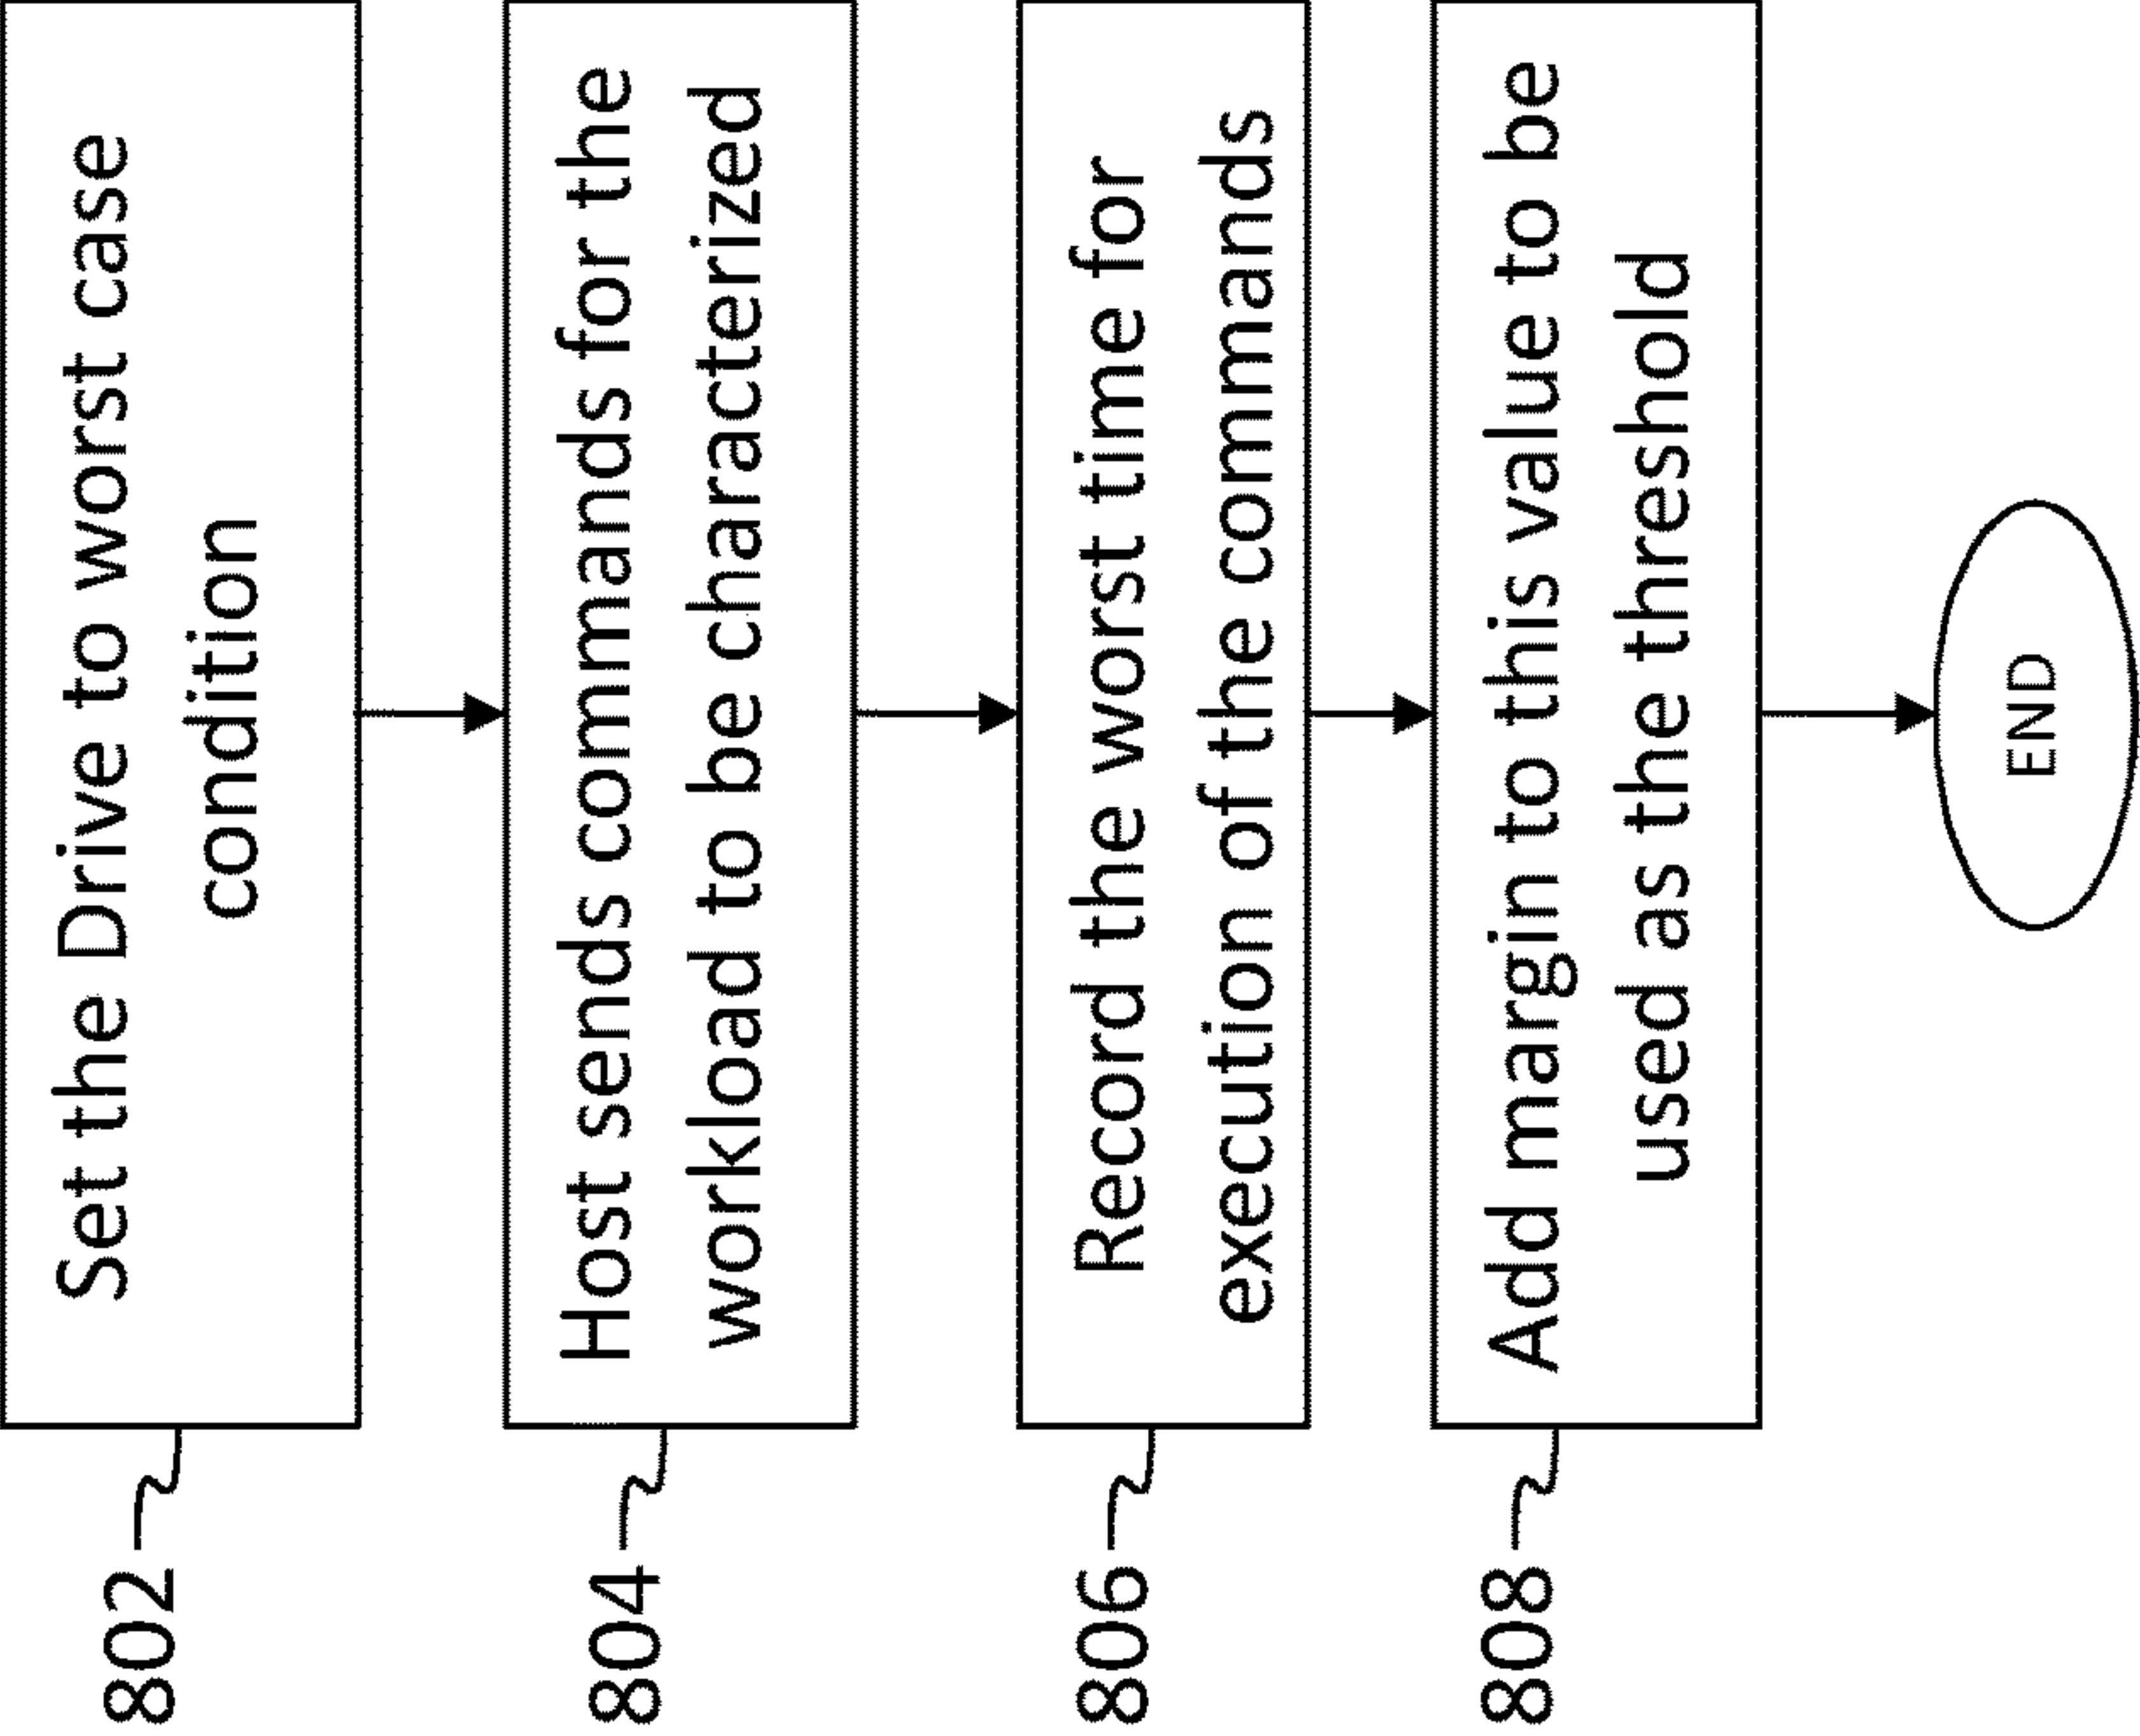 802
Set the Drive to worst case
condition
804
Host sends commands for the
workload to be characterized
806
Record the worst time for
execution of the commands
808
Add margin to this value to be
used as the threshold
END